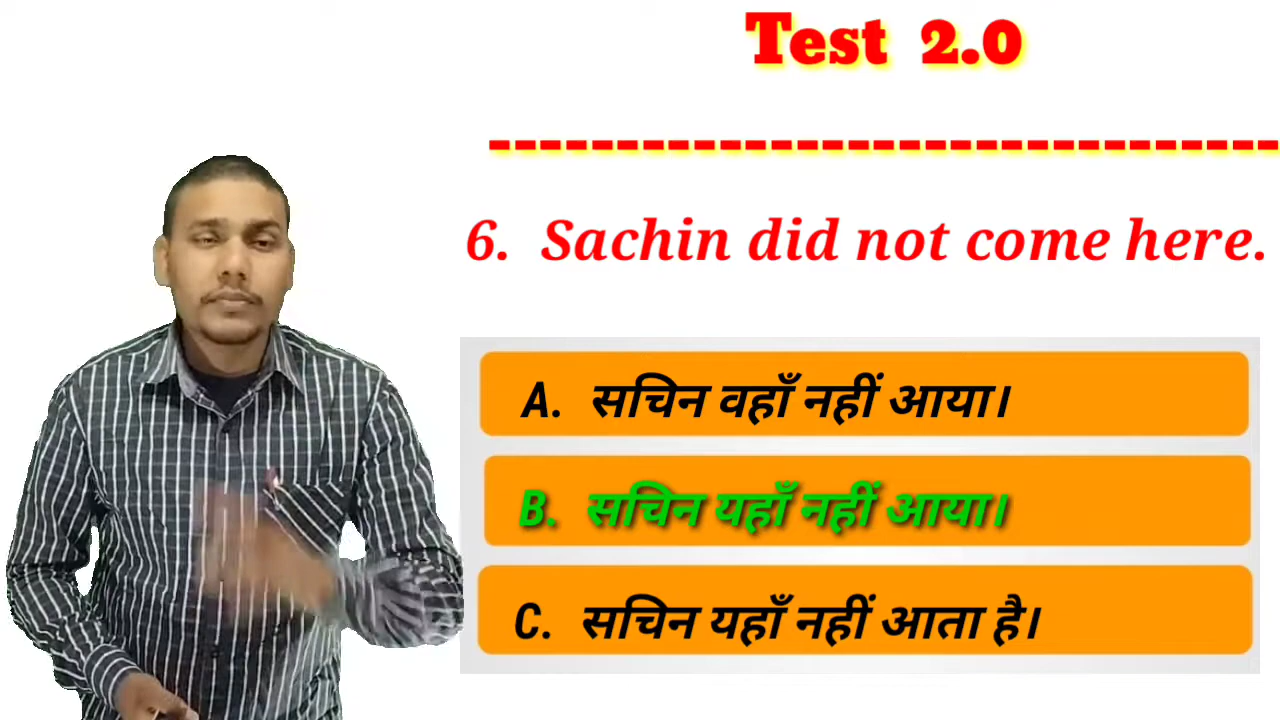 Test 2.0
6. Sachin did not come here.
A. सचिन वहाँ नहीं आया।
B. सचिन यहाँ नहीं आया।
C. सचिन यहाँ नहीं आता है।